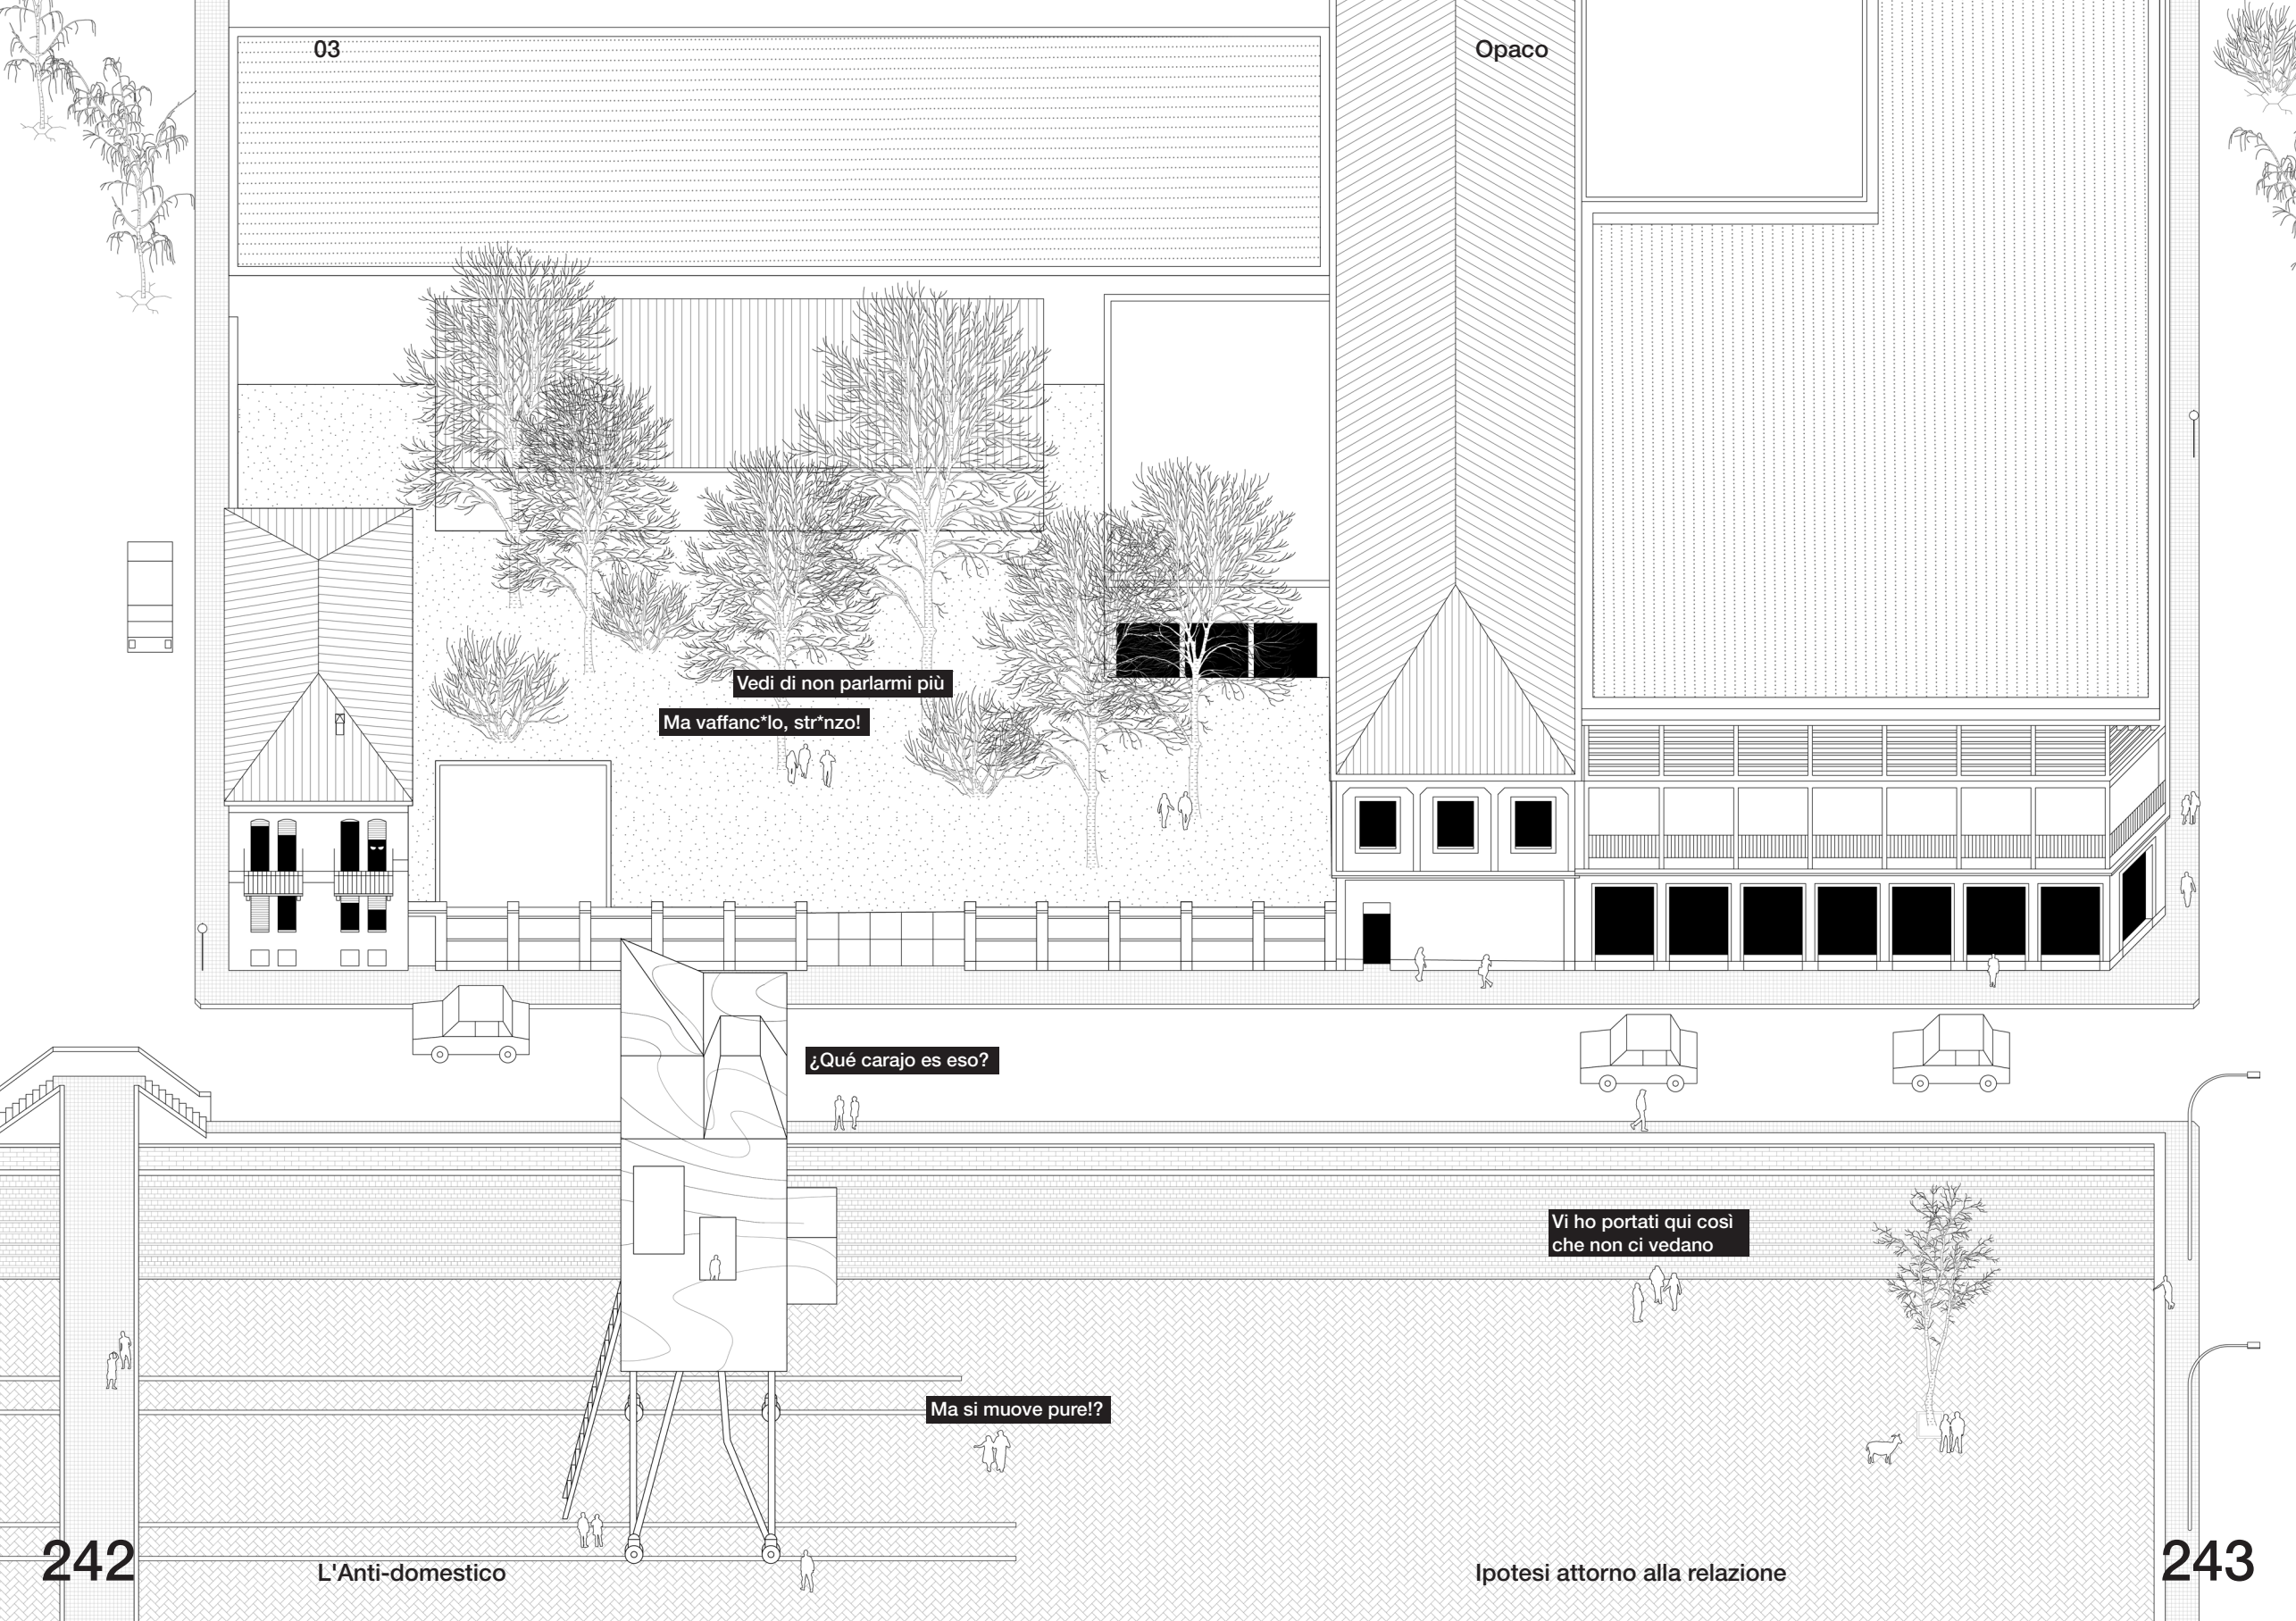 03
Opaco
Vedi di non parlarmi più
Ma vaffanc*lo, str*nzo!
¿Qué carajo es eso?
Vi ho portati qui così
che non ci vedano
Ma si muove pure!?
242
L'Anti-domestico
Ipotesi attorno alla relazione
243